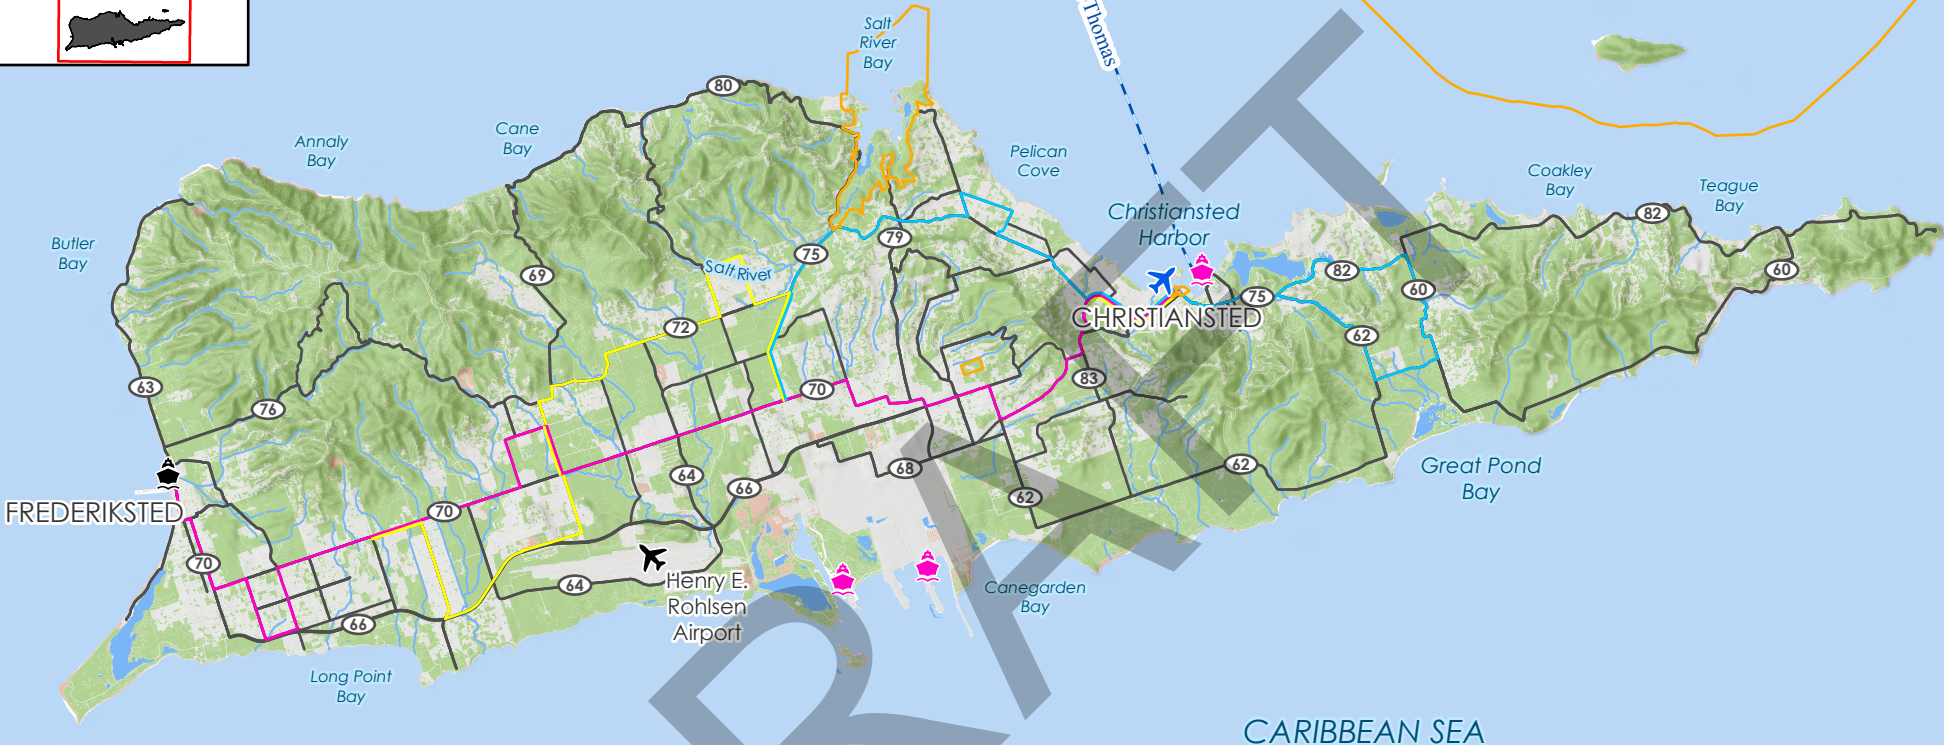 Salt
River
Bay
Thomas
80
Annaly
Bay
Cane
Bay
Pelican
Cove
Coakley
Bay
Teague
Bay
Christiansted
Harbor
82
Butler
Bay
79
75
Salt River
69
82
60
60
75
72
CHRISTIANSTED
62
63
76
70
83
64
66
68
62
Great Pond
Bay
62
FREDERIKSTED
70
70
64
Henry E.
Rohlsen
Airport
Canegarden
Bay
66
Long Point
Bay
CARIBBEAN SEA
RAFT